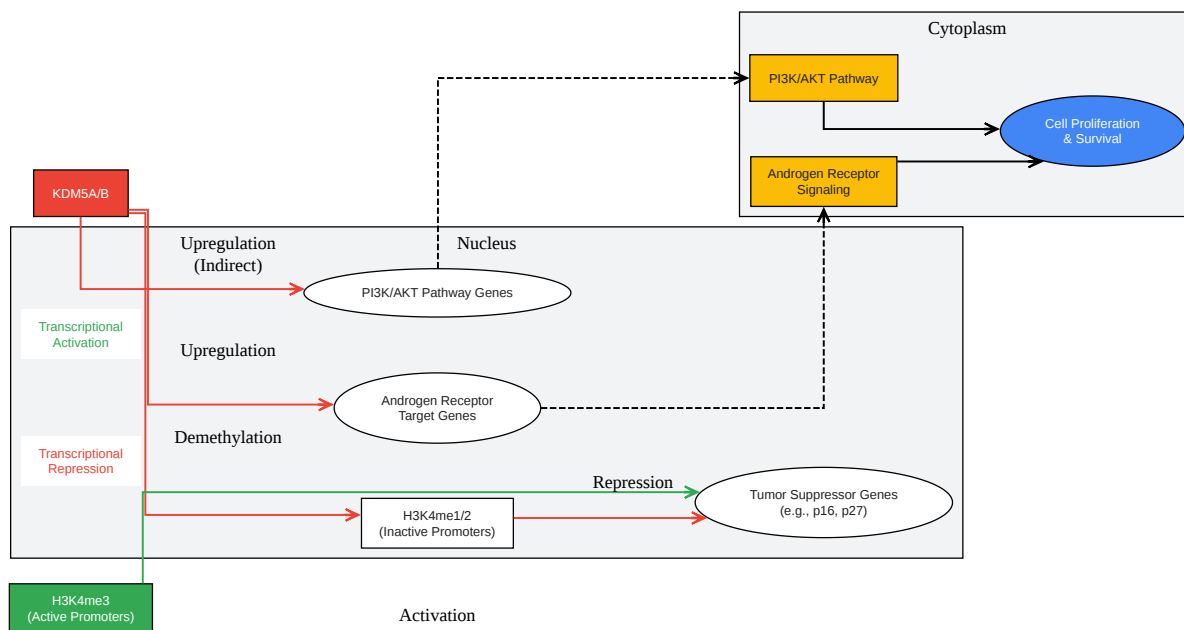 Cytoplasm
PI3K/AKT Pathway
Cell Proliferation
& Survival
Androgen Receptor
Signaling
KDM5A/B
Upregulation
(Indirect)
Nucleus
PI3K/AKT Pathway Genes
Transcriptional
Activation
Upregulation
Androgen Receptor
Target Genes
Demethylation
Transcriptional
Repression
Repression
Tumor Suppressor Genes
(e.g., p16, p27)
H3K4me1/2
(Inactive Promoters)
H3K4me3
(Active Promoters)
Activation